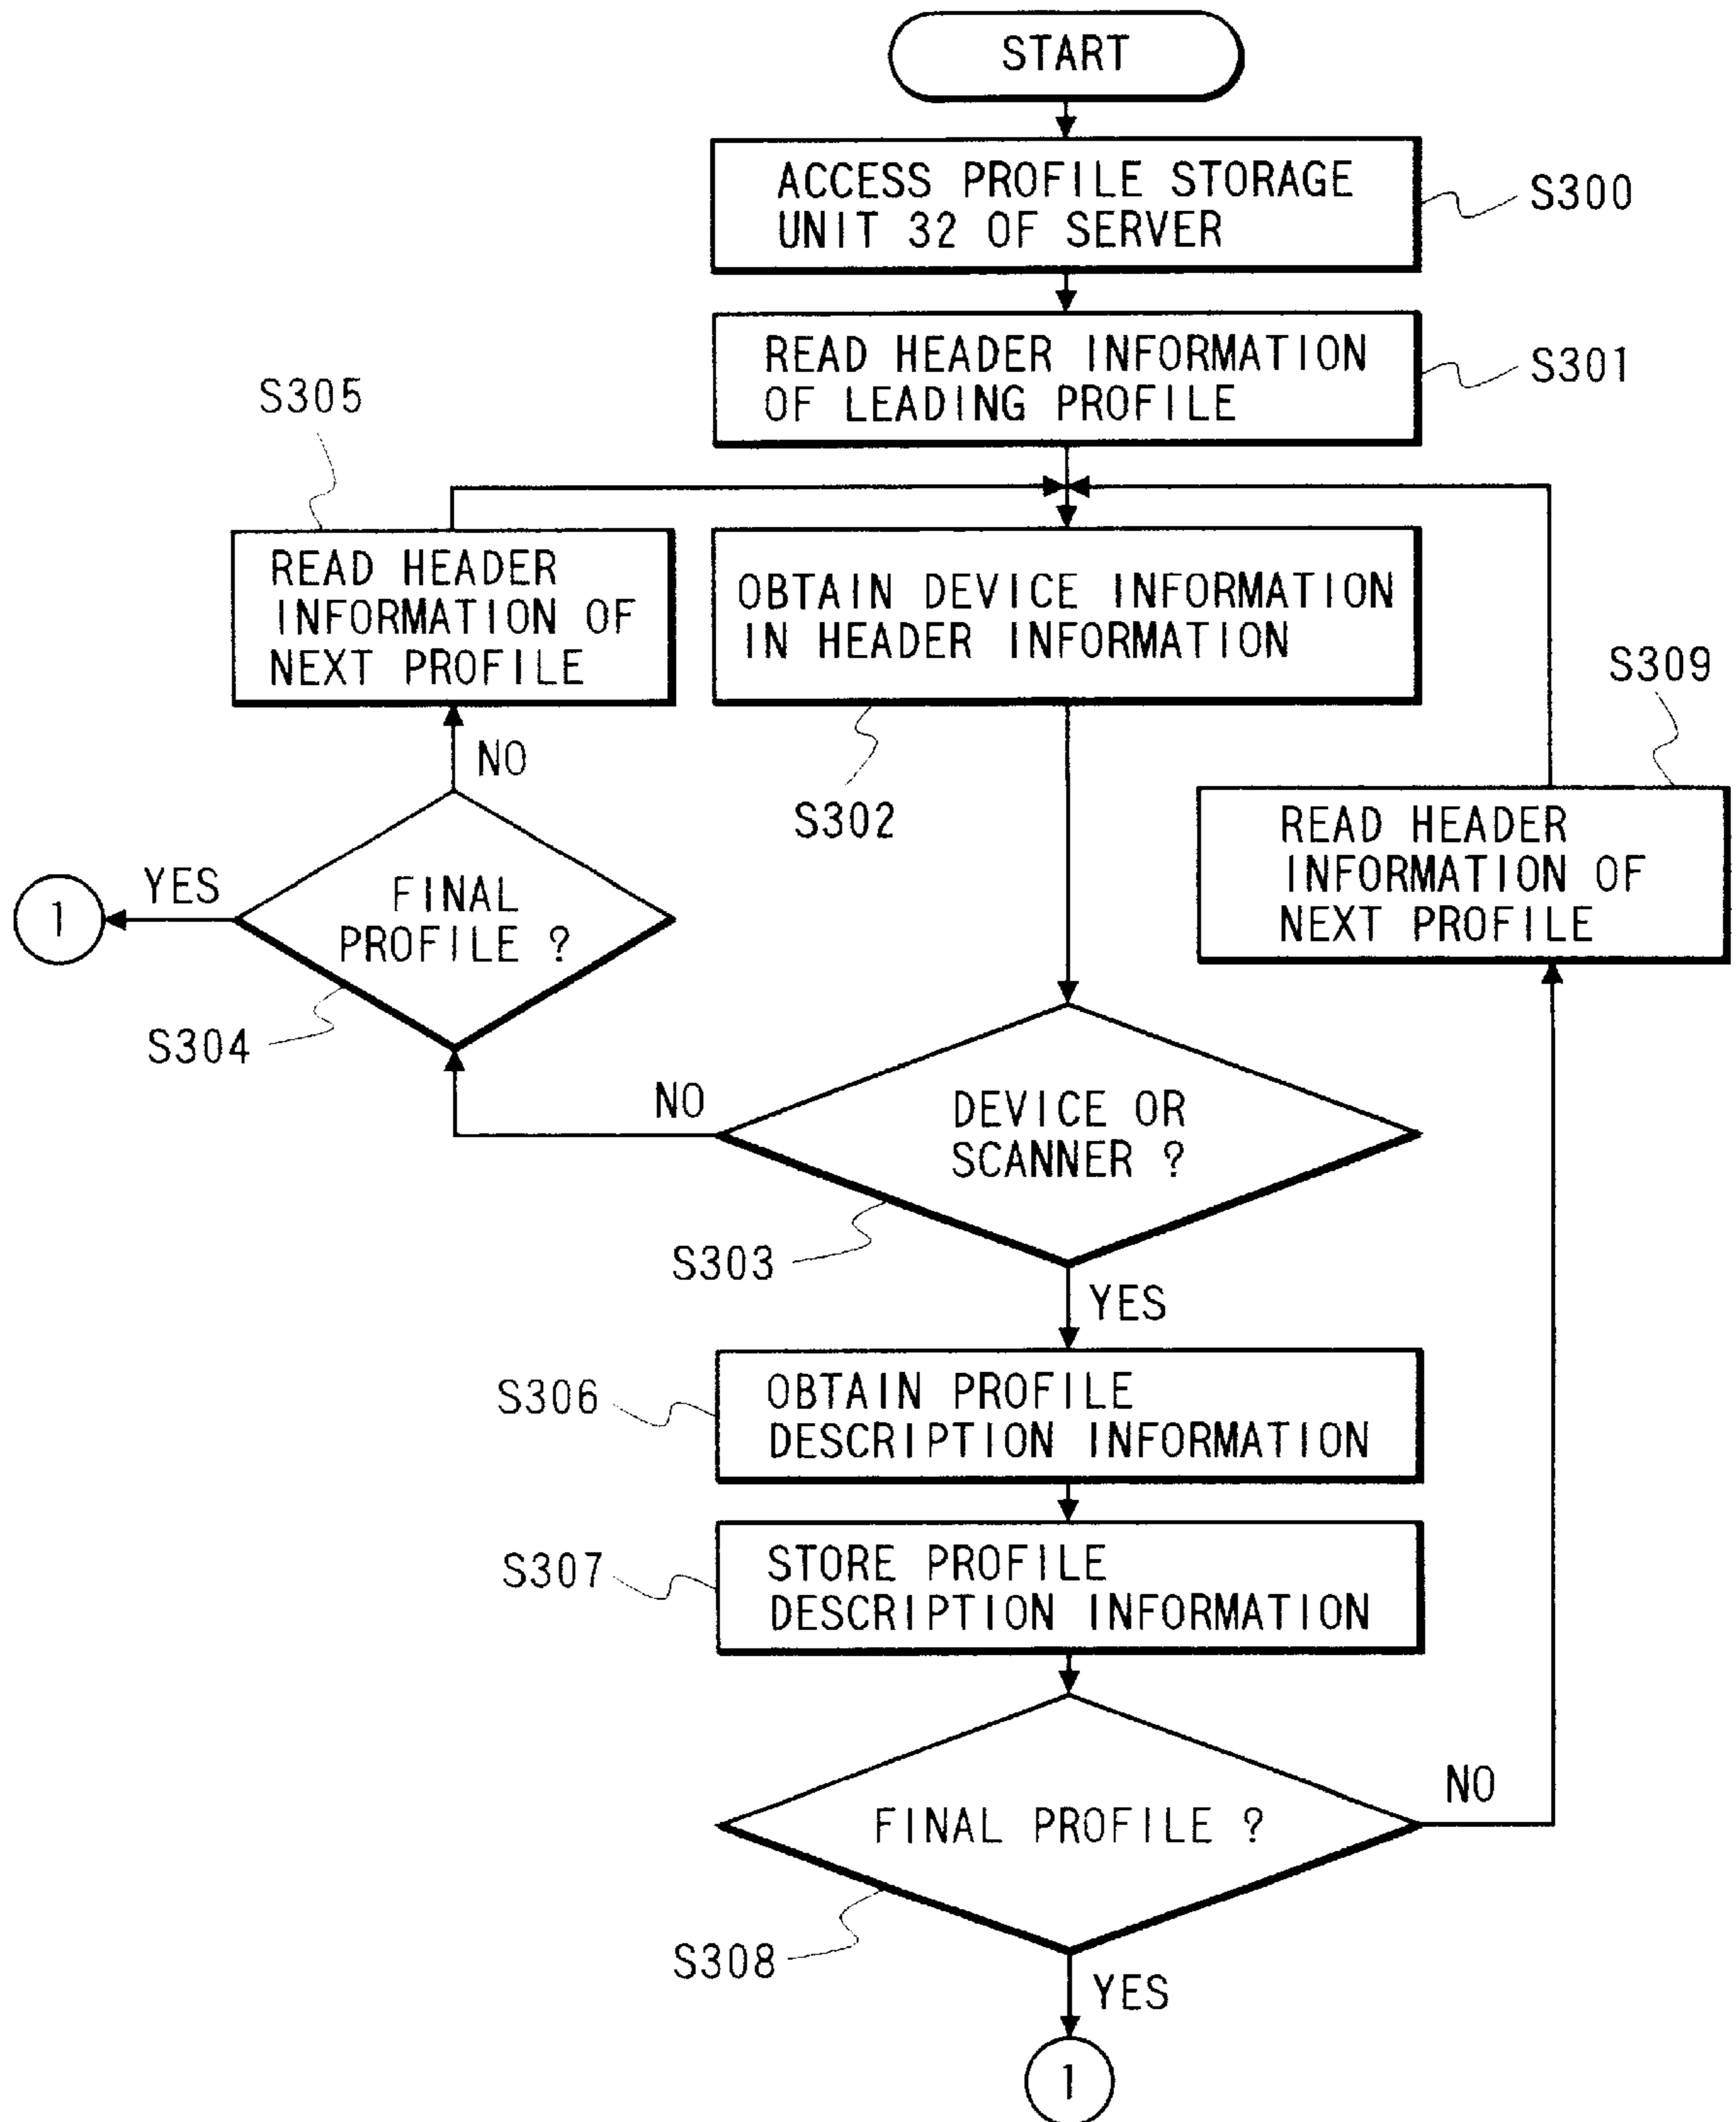 START
ACCESS PROFILE STORAGE
UNIT 32 OF SERVER
S300
READ HEADER INFORMATION
OF LEADING PROFILE
S301
S305
READ HEADER
INFORMATION OF
NEXT PROFILE
OBTAIN DEVICE INFORMATION
IN HEADER INFORMATION
S309
NO
S302
READ HEADER
INFORMATION OF
NEXT PROFILE
1
YES
FINAL
PROFILE ?
S304
NO
DEVICE OR
SCANNER ?
S303
YES
S306
OBTAIN PROFILE
DESCRIPTION INFORMATION
S307
STORE PROFILE
DESCRIPTION INFORMATION
FINAL PROFILE ?
NO
S308
YES
1